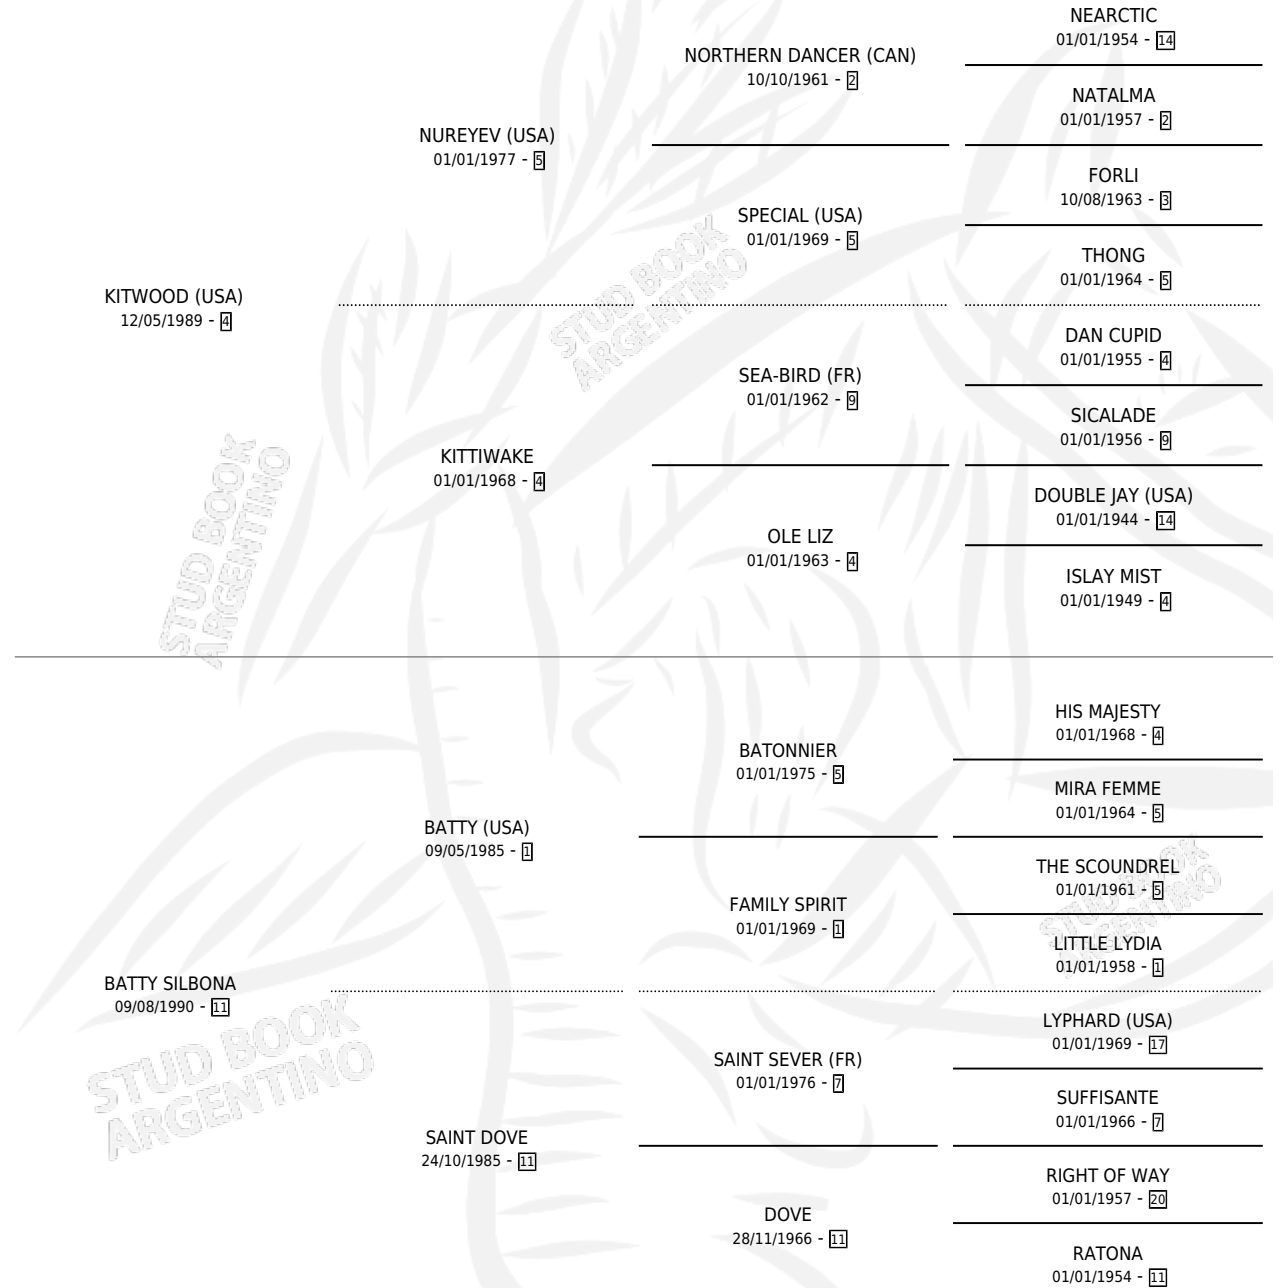 NEARCTIC
01/01/1954 - 14
NORTHERN DANCER (CAN)
10/10/1961 - 2
NATALMA
01/01/1957 - 2
NUREYEV (USA)
01/01/1977 - 5
FORLI
10/08/1963 - 3
SPECIAL (USA)
01/01/1969 - 5
THONG
01/01/1964 - 5
KITWOOD (USA)
12/05/1989 - 4
DAN CUPID
01/01/1955 - 4
SEA-BIRD (FR)
01/01/1962 - 9
SICALADE
01/01/1956 - 9
KITTIWAKE
01/01/1968 - 4
DOUBLE JAY (USA)
01/01/1944 - 14
OLE LIZ
01/01/1963 - 4
ISLAY MIST
01/01/1949 - 4
HIS MAJESTY
01/01/1968 - 4
BATONNIER
01/01/1975 - 5
MIRA FEMME
01/01/1964 - 5
BATTY (USA)
09/05/1985 - 1
THE SCOUNDREL
01/01/1961 - 5
FAMILY SPIRIT
01/01/1969 - 1
LITTLE LYDIA
01/01/1958 - 1
BATTY SILBONA
09/08/1990 - 11
LYPHARD (USA)
01/01/1969 - 17
SAINT SEVER (FR)
01/01/1976 - 7
SUFFISANTE
01/01/1966 - 7
SAINT DOVE
24/10/1985 - 11
RIGHT OF WAY
01/01/1957 - 20
DOVE
28/11/1966 - 11
RATONA
01/01/1954 - 11
STUD BOOK
ARGENTINO
STUD BOOK
ARGENTINO
STUD BOOK
ARGENTINO
STUD BOOK
ARGENTINO